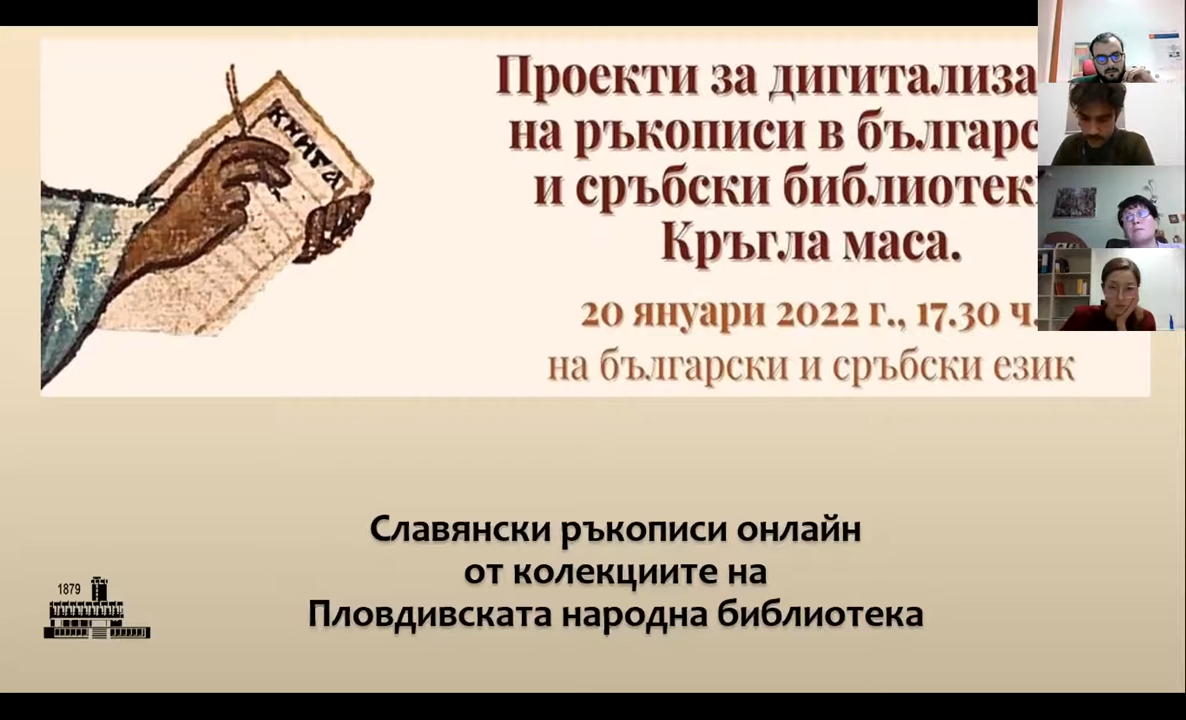 книга
Проекти за дигитализа
на ръкописи в българс
и сръбски библиотек
Кръгла маса.
20 януари 2022 г., 17.30 ч.
на български и сръбски език
Славянски ръкописи онлайн
от колекциите на
Пловдивската народна библиотека
1879